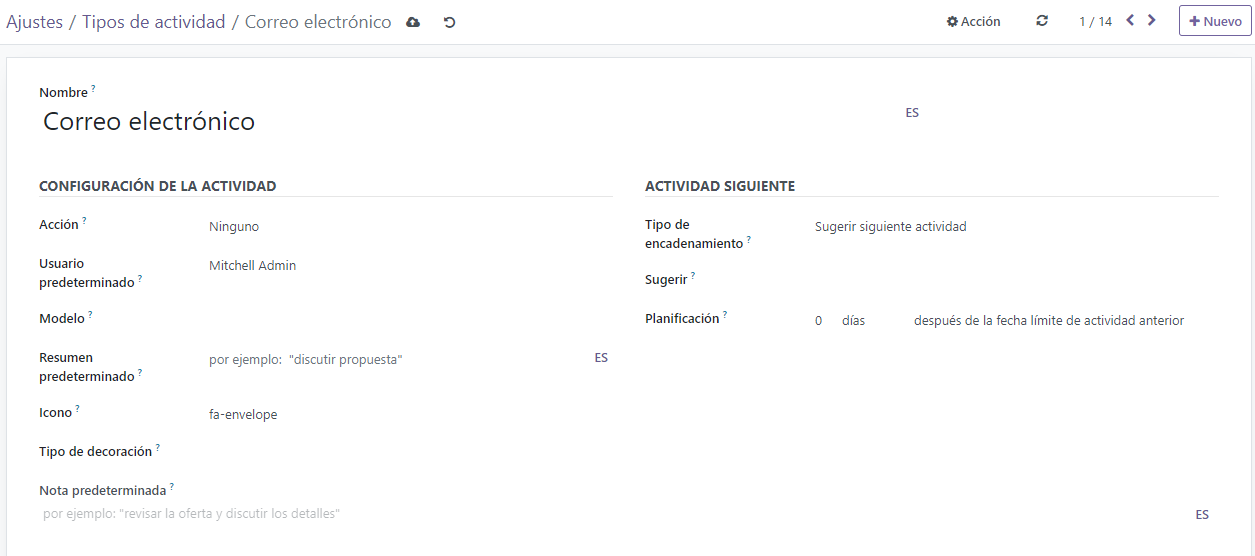 Ajustes / Tipos de actividad / Correo electrónico
Acción
1 / 14
Nuevo
Nombre ?
Correo electrónico
ES
CONFIGURACIÓN DE LA ACTIVIDAD
Acción ?
Ninguno
Usuario
predeterminado ?
Mitchell Admin
Modelo ?
Resumen
predeterminado ?
por ejemplo: "discutir propuesta"
ES
Icono ?
fa-envelope
Tipo de decoración ?
ACTIVIDAD SIGUIENTE
Tipo de
encadenamiento ?
Sugerir siguiente actividad
Sugerir ?
Planificación ?
0 días después de la fecha límite de actividad anterior
Nota predeterminada ?
por ejemplo: "revisar la oferta y discutir los detalles"
ES